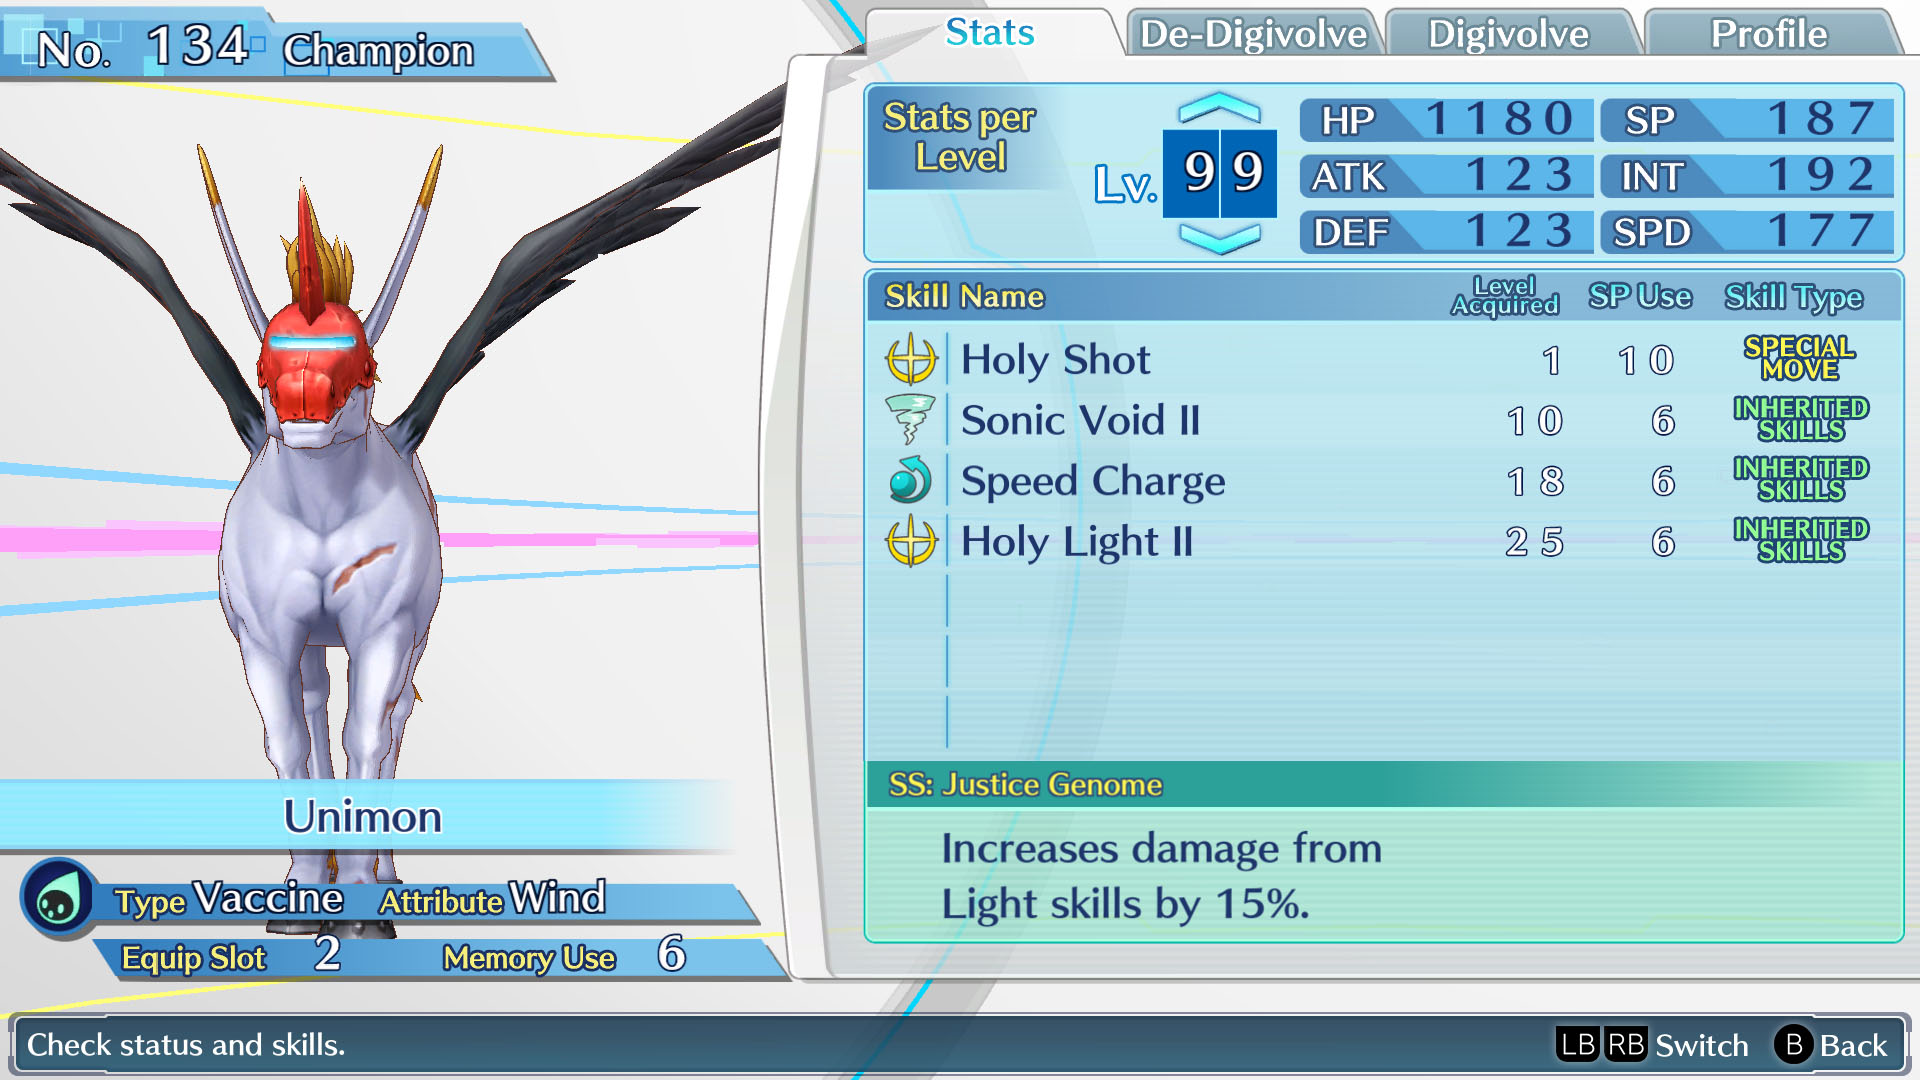 No. 134 Champion
Stats
De-Digivolve
Digivolve
Profile
Stats per
Level
Lv. 99
HP 1180
SP 187
ATK 123
INT 192
DEF 123
SPD 177
Skill Name
Level
Acquired
SP Use
Skill Type
Holy Shot 1 10 SPECIAL
MOVE
Sonic Void II 10 6 INHERITED
SKILLS
Speed Charge 18 6 INHERITED
SKILLS
Holy Light II 25 6 INHERITED
SKILLS
SS: Justice Genome
Increases damage from
Light skills by 15%.
Unimon
Type Vaccine Attribute Wind
Equip Slot 2 Memory Use 6
Check status and skills.
LB RB Switch B Back